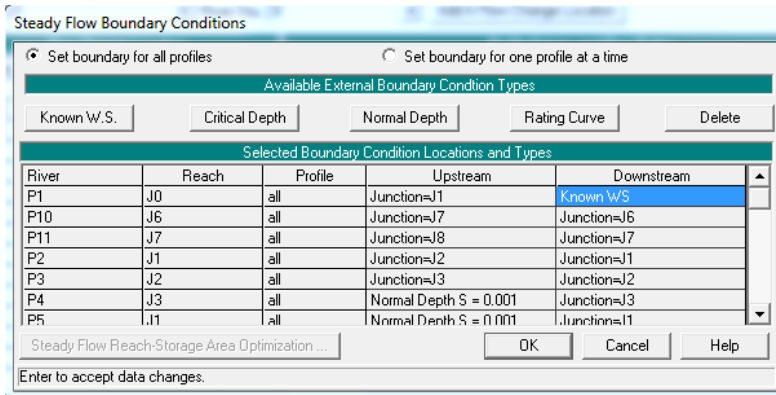 Steady Flow Boundary Conditions
Set boundary for all profiles Set boundary for one profile at a time
Available External Boundary Condtion Types
Known W.S. Critical Depth Normal Depth Rating Curve Delete
Selected Boundary Condition Locations and Types
River Reach Profile Upstream Downstream
P1 J0 all Junction=J1 Known WS
P10 J6 all Junction=J7 Junction=J6
P11 J7 all Junction=J8 Junction=J7
P2 J1 all Junction=J2 Junction=J1
P3 J2 all Junction=J3 Junction=J2
P4 J3 all Normal Depth S = 0.001 Junction=J3
P5 J1 all Normal Depth S = 0.001 Junction=J1
Steady Flow Reach-Storage Area Optimization ... OK Cancel Help
Enter to accept data changes.